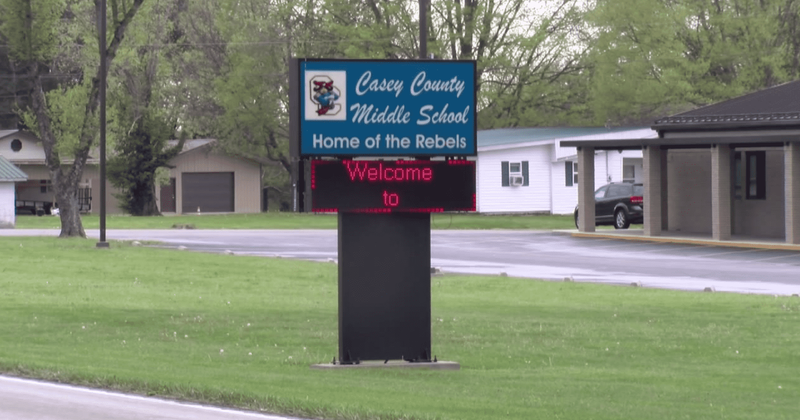 Casey County
Middle School
Home of the Rebels
Welcome
to